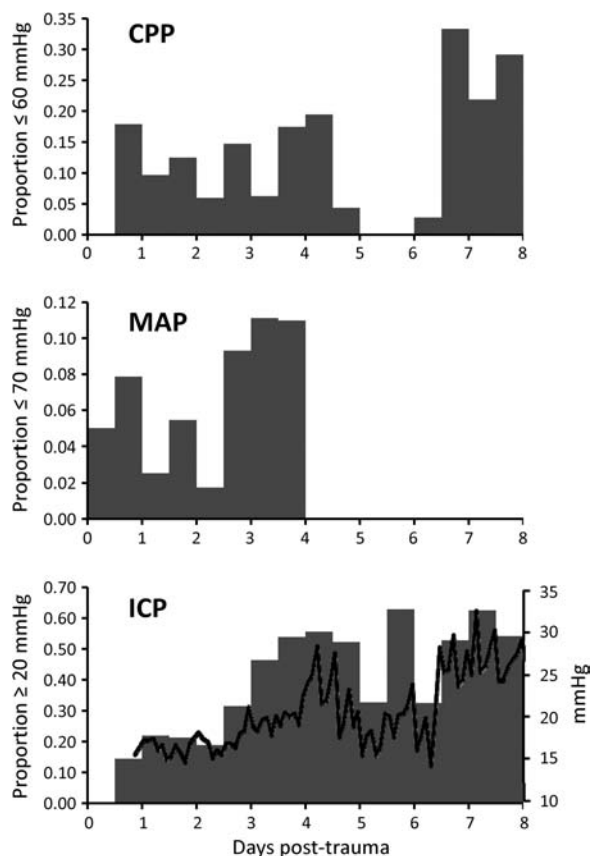 CPP
Proportion ≤ 60 mmHg
0.35
0.30
0.25
0.20
0.15
0.10
0.05
0.00
0 1 2 3 4 5 6 7 8
MAP
Proportion ≤ 70 mmHg
0.12
0.10
0.08
0.06
0.04
0.02
0.00
0 1 2 3 4 5 6 7 8
ICP
Proportion ≥ 20 mmHg
0.70
0.60
0.50
0.40
0.30
0.20
0.10
0.00
35
30
25
20
15
10
mmHg
0 1 2 3 4 5 6 7 8
Days post-trauma